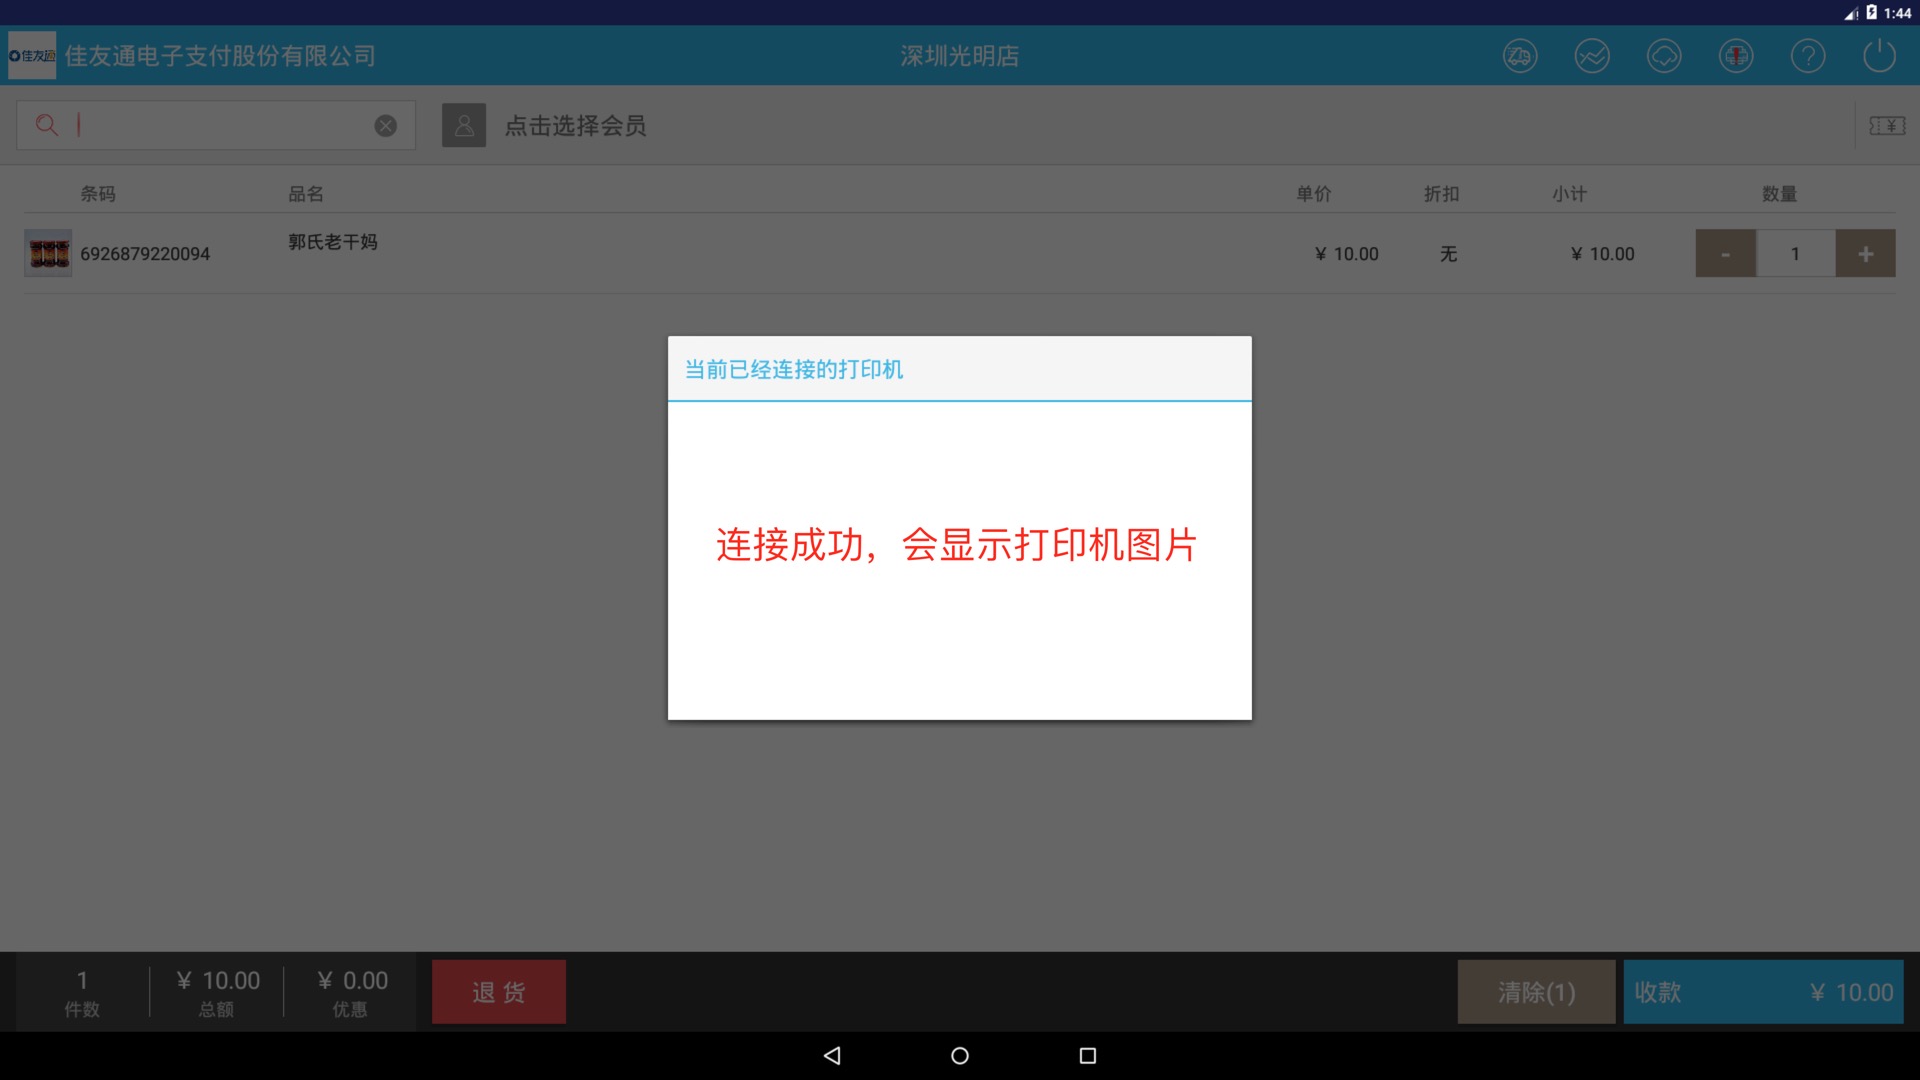 1:44
佳友通
佳友通电子支付股份有限公司
深圳光明店
点击选择会员
条码 品名 单价 折扣 小计 数量
6926879220094 郭氏老干妈 ¥ 10.00 无 ¥ 10.00 - 1 +
当前已经连接的打印机
连接成功，会显示打印机图片
1 ¥ 10.00 ¥ 0.00
件数 总额 优惠
退 货
清除(1)
收款 ¥ 10.00